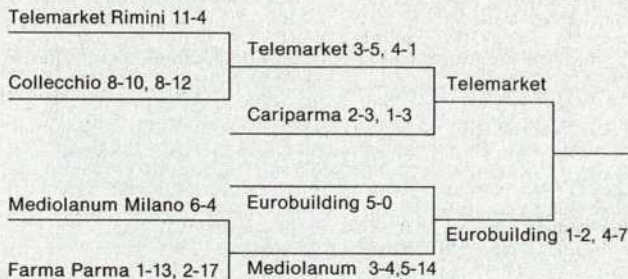 Telemarket Rimini 11-4
Collecchio 8-10, 8-12
Telemarket 3-5, 4-1
Cariparma 2-3, 1-3
Telemarket
Mediolanum Milano 6-4
Farma Parma 1-13, 2-17
Eurobuilding 5-0
Mediolanum 3-4,5-14
Eurobuilding 1-2, 4-7